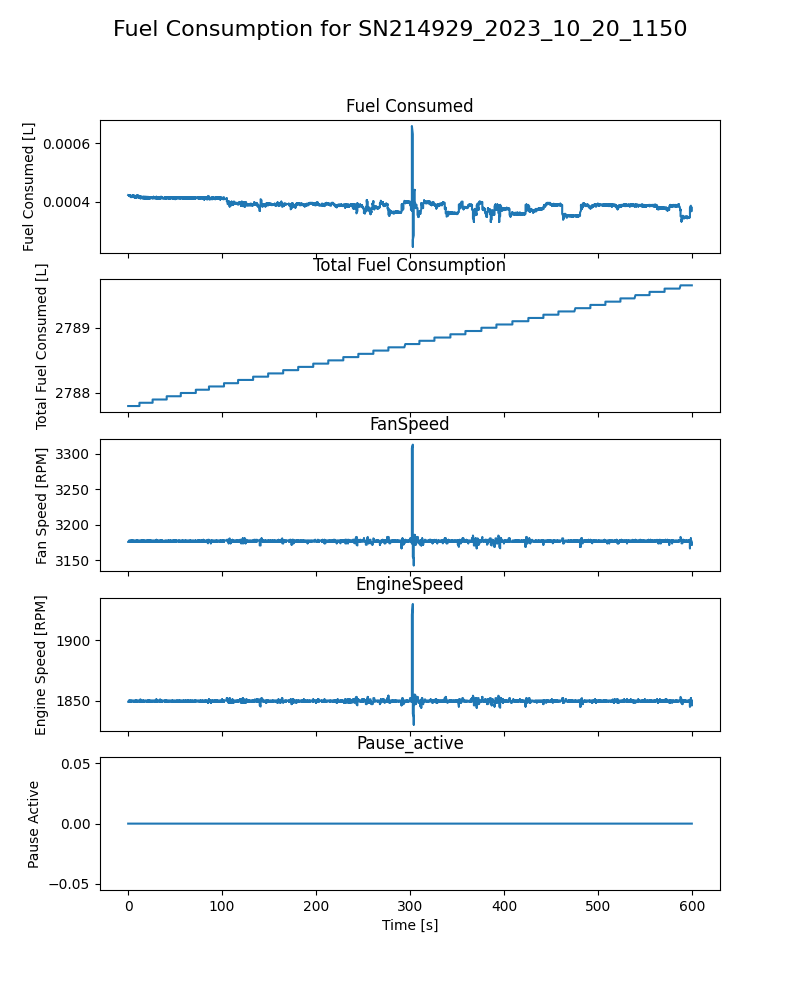 Fuel Consumption for SN214929_2023_10_20_1150
Fuel Consumed
Fuel Consumed [L]
0.0006
0.0004
Total Fuel Consumption
Total Fuel Consumed [L]
2789
2788
FanSpeed
Fan Speed [RPM]
3300
3250
3200
3150
EngineSpeed
Engine Speed [RPM]
1900
1850
Pause_active
Pause Active
0.05
0.00
−0.05
0 100 200 300 400 500 600
Time [s]